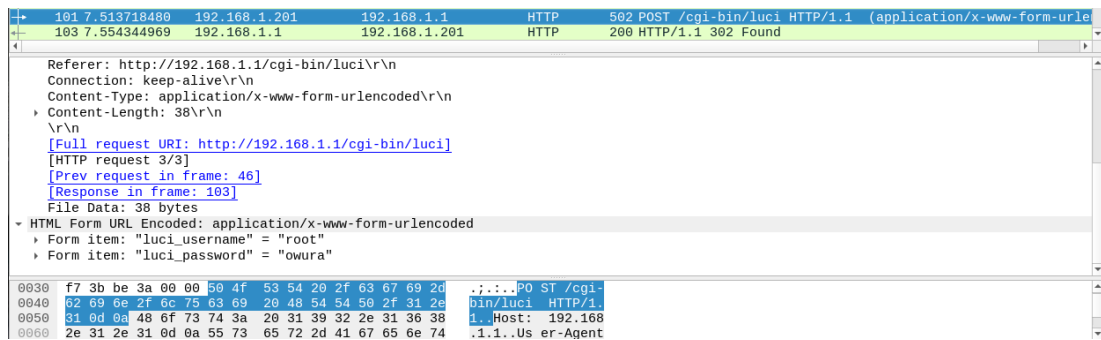 101 7.513718480 192.168.1.201 192.168.1.1 HTTP 502 POST /cgi-bin/luci HTTP/1.1 (application/x-www-form-urle
103 7.554344969 192.168.1.1 192.168.1.201 HTTP 200 HTTP/1.1 302 Found
Referer: http://192.168.1.1/cgi-bin/luci\r\n
Connection: keep-alive\r\n
Content-Type: application/x-www-form-urlencoded\r\n
Content-Length: 38\r\n
\r\n
[Full request URI: http://192.168.1.1/cgi-bin/luci]
[HTTP request 3/3]
[Prev request in frame: 46]
[Response in frame: 103]
File Data: 38 bytes
HTML Form URL Encoded: application/x-www-form-urlencoded
Form item: "luci_username" = "root"
Form item: "luci_password" = "owura"
0030 f7 3b be 3a 00 00 50 4f 53 54 20 2f 63 67 69 2d .;.:..PO ST /cgi-
0040 62 69 6e 2f 6c 75 63 69 20 48 54 54 50 2f 31 2e bin/luci HTTP/1.
0050 31 0d 0a 48 6f 73 74 3a 20 31 39 32 2e 31 36 38 1..Host: 192.168
0060 2e 31 2e 31 0d 0a 55 73 65 72 2d 41 67 65 6e 74 .1.1..Us er-Agent